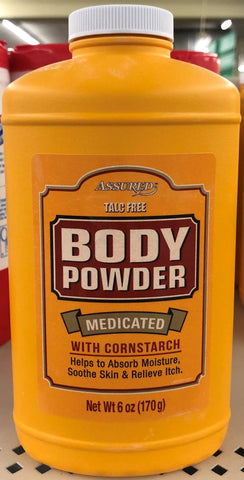 ASSURED
TALC FREE
BODY
POWDER
MEDICATED
WITH CORNSTARCH
Helps to Absorb Moisture,
Soothe Skin & Relieve Itch.
Net Wt 6 oz (170g)